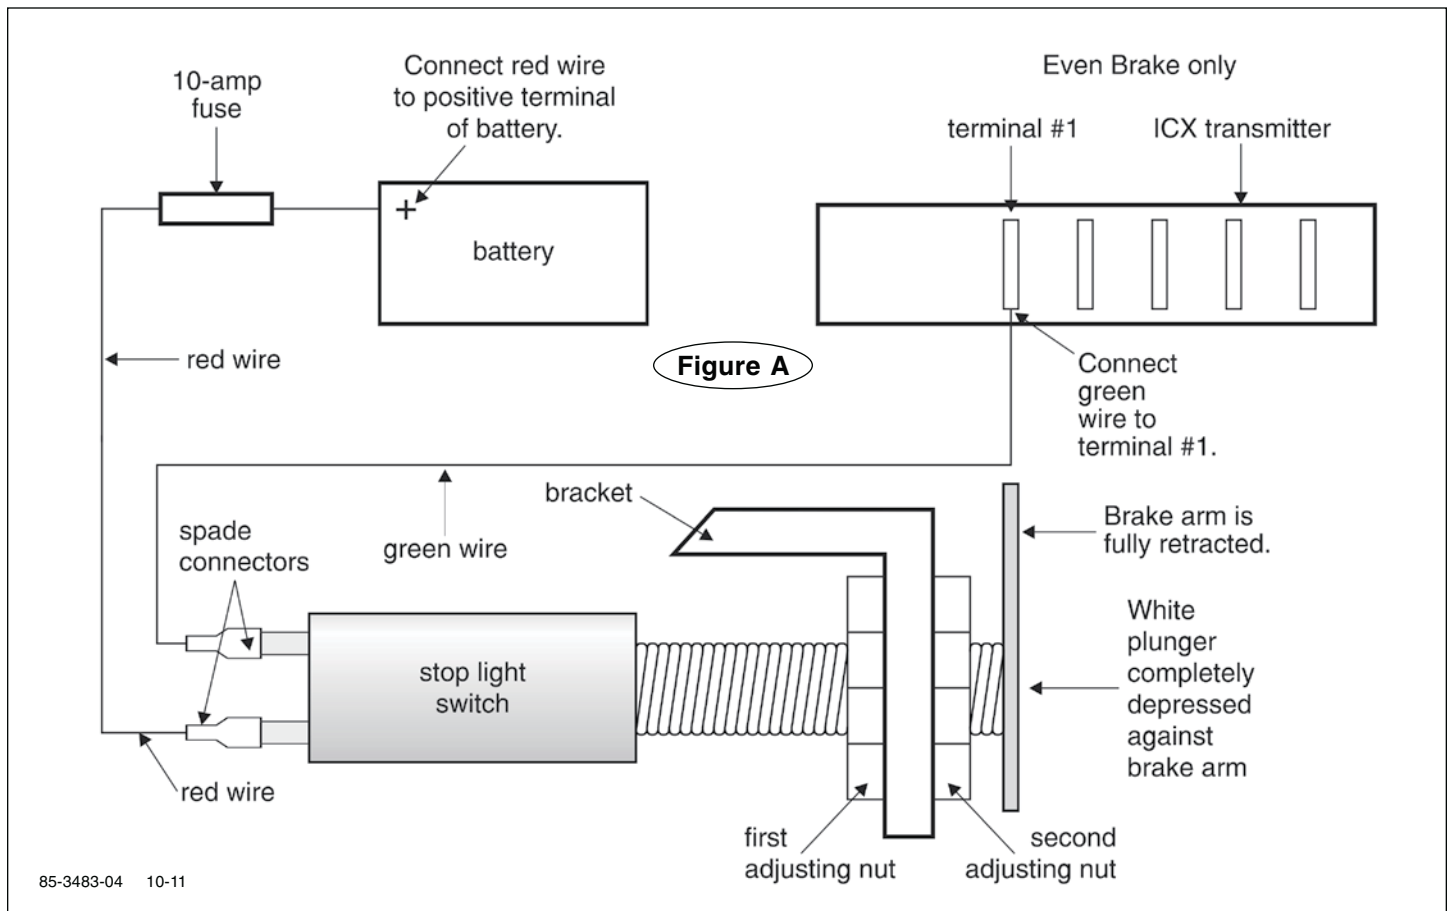 10-amp
fuse
Connect red wire
to positive terminal
of battery.
Even Brake only
terminal #1
ICX transmitter
+
battery
red wire
Figure A
Connect
green
wire to
terminal #1.
bracket
Brake arm is
fully retracted.
spade
connectors
green wire
White
plunger
completely
depressed
against
brake arm
stop light
switch
red wire
first
adjusting nut
second
adjusting nut
85-3483-04 10-11